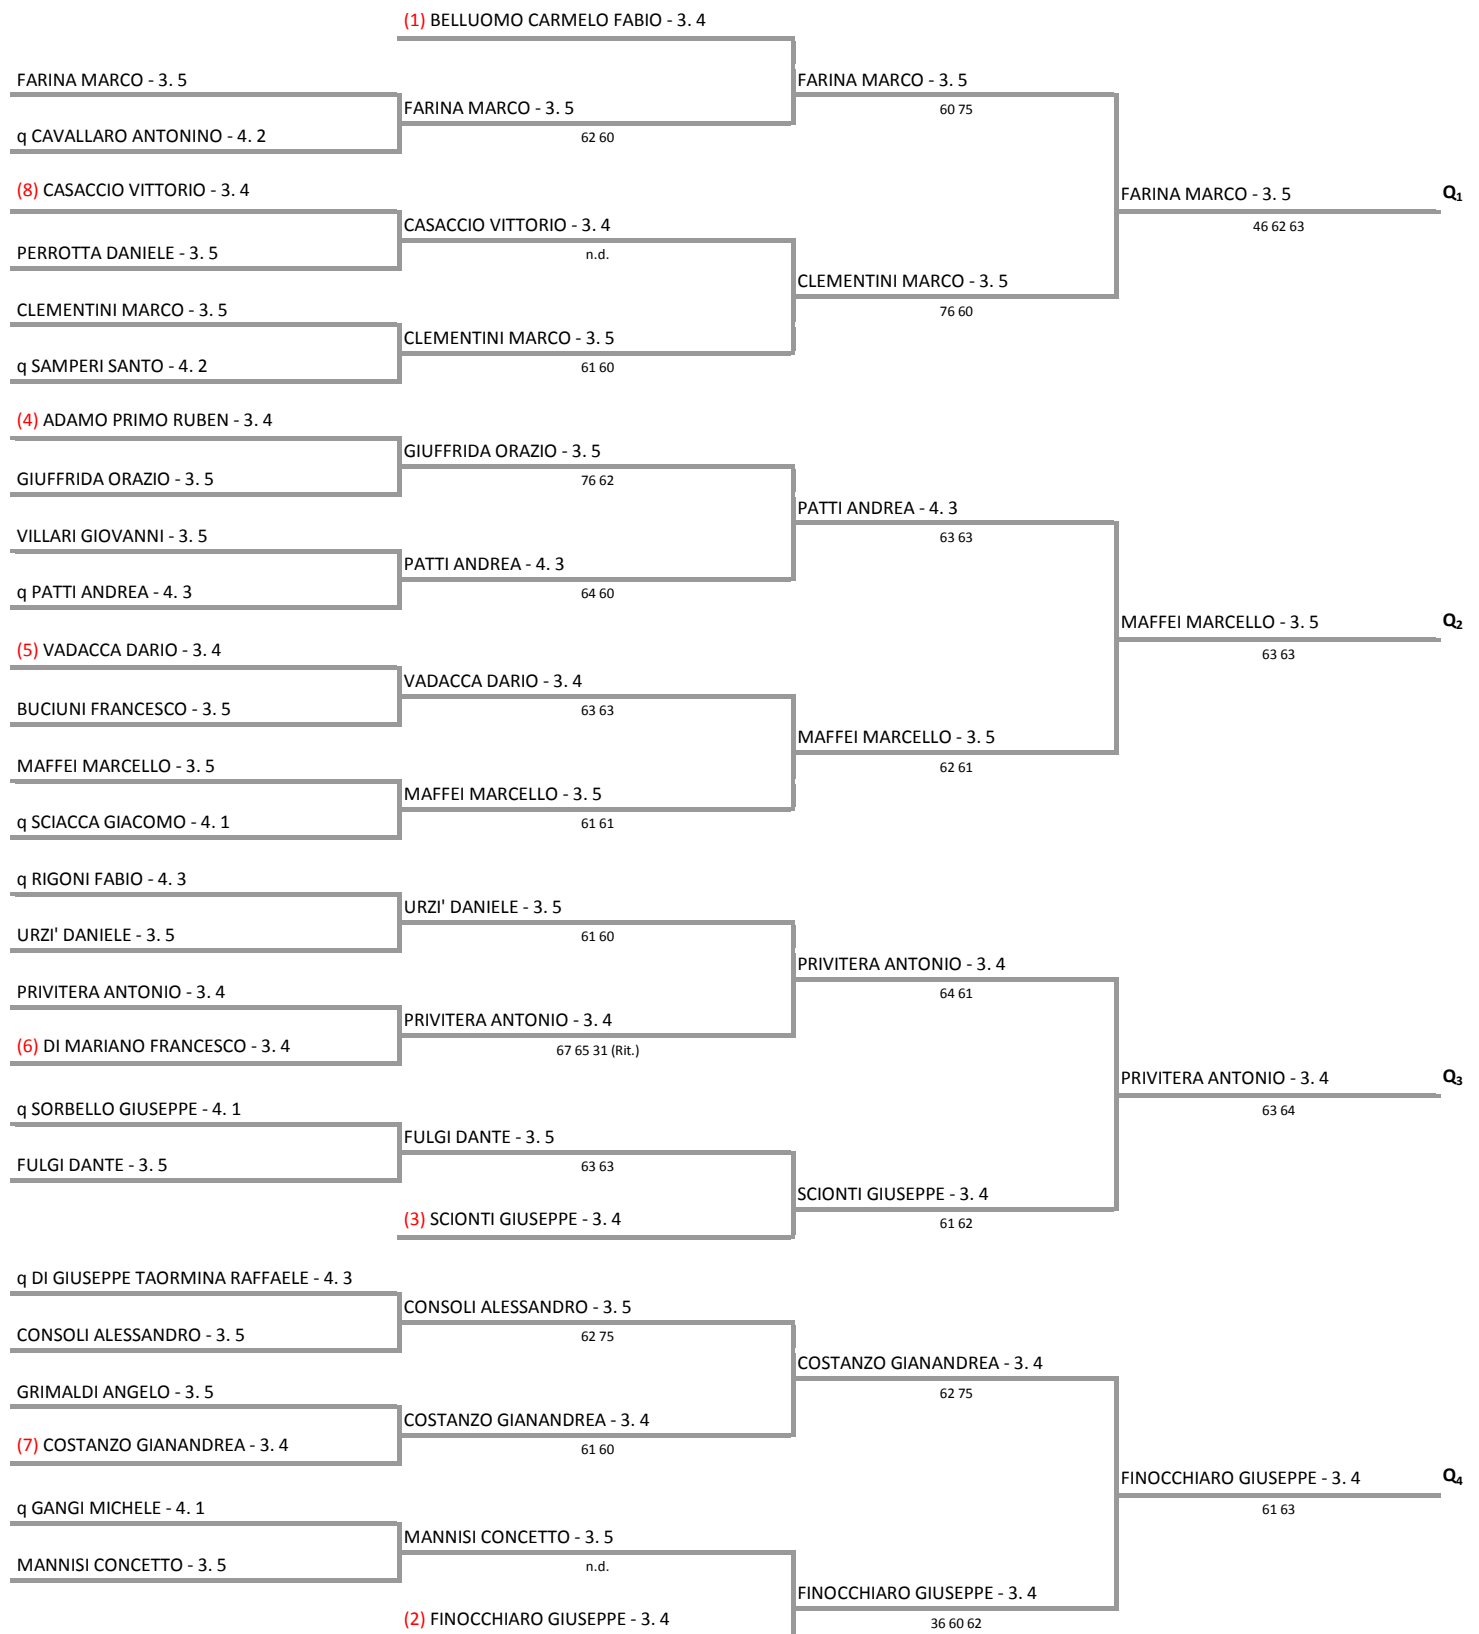 (1) BELLUOMO CARMELO FABIO - 3. 4
FARINA MARCO - 3. 5
FARINA MARCO - 3. 5
FARINA MARCO - 3. 5
60 75
q CAVALLARO ANTONINO - 4. 2
62 60
(8) CASACCIO VITTORIO - 3. 4
FARINA MARCO - 3. 5
Q1
CASACCIO VITTORIO - 3. 4
46 62 63
PERROTTA DANIELE - 3. 5
n.d.
CLEMENTINI MARCO - 3. 5
CLEMENTINI MARCO - 3. 5
76 60
CLEMENTINI MARCO - 3. 5
q SAMPERI SANTO - 4. 2
61 60
(4) ADAMO PRIMO RUBEN - 3. 4
GIUFFRIDA ORAZIO - 3. 5
GIUFFRIDA ORAZIO - 3. 5
76 62
PATTI ANDREA - 4. 3
VILLARI GIOVANNI - 3. 5
63 63
PATTI ANDREA - 4. 3
q PATTI ANDREA - 4. 3
64 60
MAFFEI MARCELLO - 3. 5
Q2
(5) VADACCA DARIO - 3. 4
63 63
VADACCA DARIO - 3. 4
BUCIUNI FRANCESCO - 3. 5
63 63
MAFFEI MARCELLO - 3. 5
MAFFEI MARCELLO - 3. 5
62 61
MAFFEI MARCELLO - 3. 5
q SCIACCA GIACOMO - 4. 1
61 61
q RIGONI FABIO - 4. 3
URZI' DANIELE - 3. 5
URZI' DANIELE - 3. 5
61 60
PRIVITERA ANTONIO - 3. 4
PRIVITERA ANTONIO - 3. 4
64 61
PRIVITERA ANTONIO - 3. 4
(6) DI MARIANO FRANCESCO - 3. 4
67 65 31 (Rit.)
PRIVITERA ANTONIO - 3. 4
Q3
q SORBELLO GIUSEPPE - 4. 1
63 64
FULGI DANTE - 3. 5
FULGI DANTE - 3. 5
63 63
SCIONTI GIUSEPPE - 3. 4
(3) SCIONTI GIUSEPPE - 3. 4
61 62
q DI GIUSEPPE TAORMINA RAFFAELE - 4. 3
CONSOLI ALESSANDRO - 3. 5
CONSOLI ALESSANDRO - 3. 5
62 75
COSTANZO GIANANDREA - 3. 4
GRIMALDI ANGELO - 3. 5
62 75
COSTANZO GIANANDREA - 3. 4
(7) COSTANZO GIANANDREA - 3. 4
61 60
FINOCCHIARO GIUSEPPE - 3. 4
Q4
q GANGI MICHELE - 4. 1
61 63
MANNISI CONCETTO - 3. 5
MANNISI CONCETTO - 3. 5
n.d.
FINOCCHIARO GIUSEPPE - 3. 4
(2) FINOCCHIARO GIUSEPPE - 3. 4
36 60 62